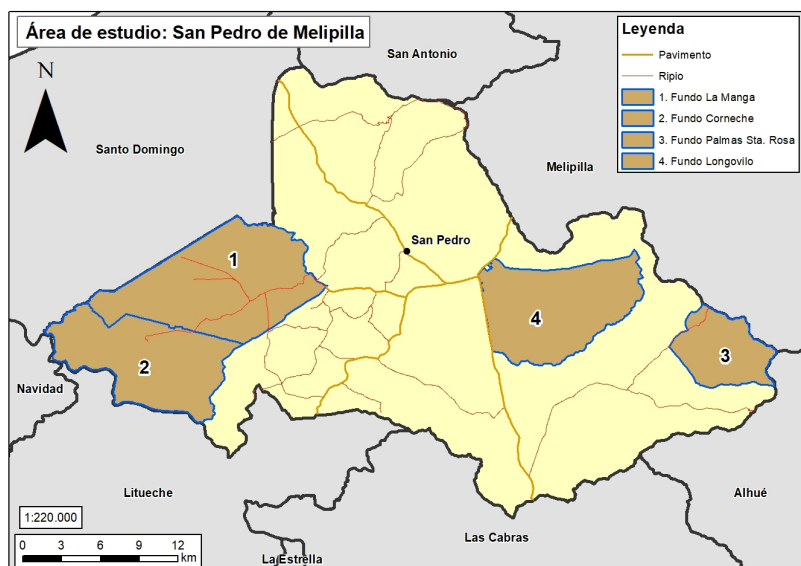 Área de estudio: San Pedro de Melipilla
San Antonio
Leyenda
Pavimento
Ripio
1. Fundo La Manga
2. Fundo Corneche
3. Fundo Palmas Sta. Rosa
4. Fundo Longovilo
N
Santo Domingo
Melipilla
San Pedro
1
4
3
2
Navidad
Litueche
Alhué
1:220.000
Las Cabras
0 3 6 9 12
km
La Estrella